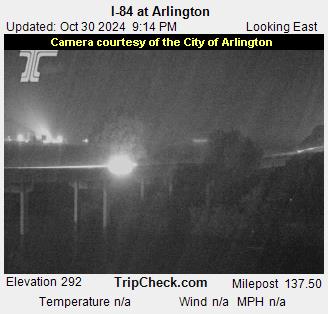 I-84 at Arlington
Updated: Oct 30 2024 9:14 PM Looking East
Camera courtesy of the City of Arlington
Elevation 292 TripCheck.com Milepost 137.50
Temperature n/a Wind n/a MPH n/a